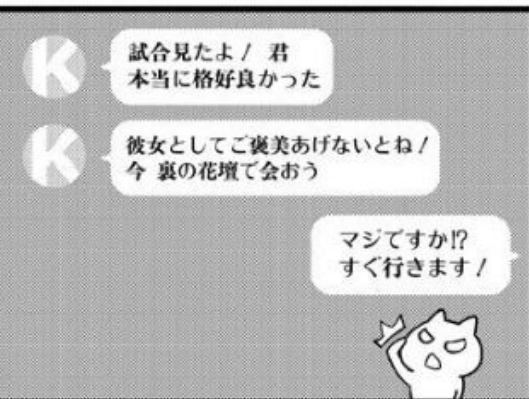 K
試合見たよ! 君
本当に格好良かった
K
彼女としてご褒美あげないとね!
今 裏の花壇で会おう
マジですか!?
すぐ行きます!